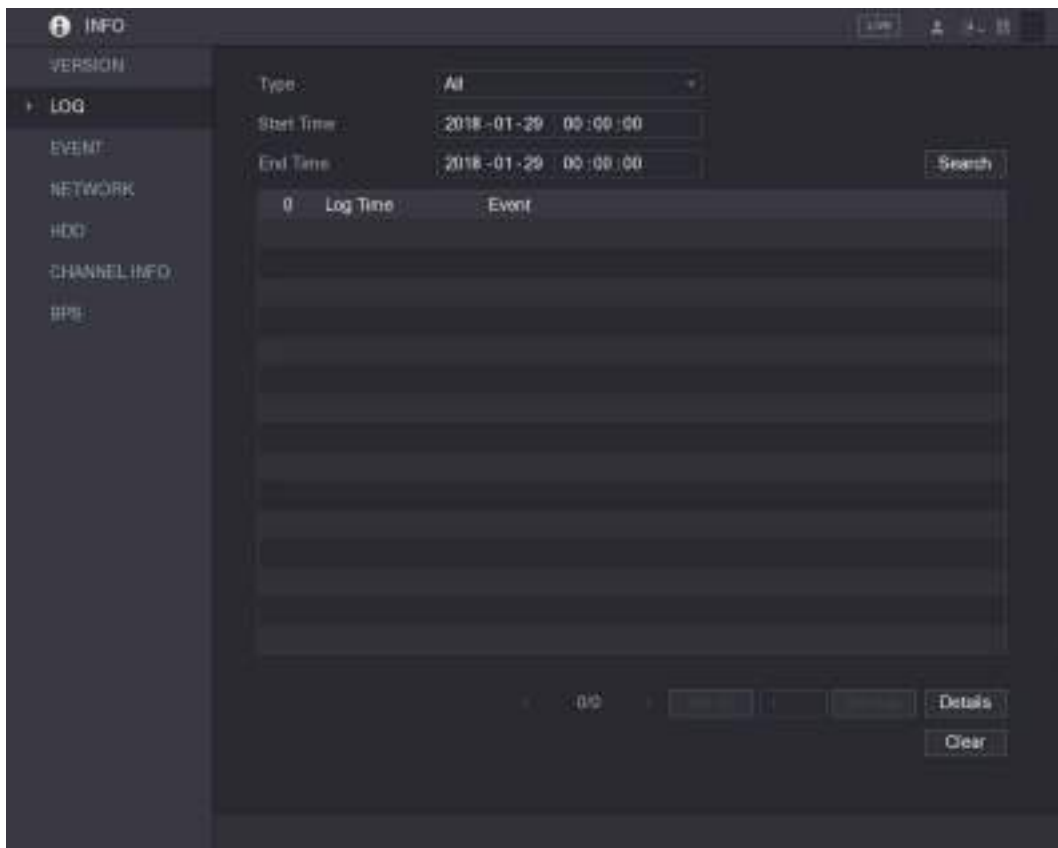 INFO
LIVE
VERSION
LOG
EVENT
NETWORK
HDD
CHANNEL INFO
BPS
Type All
Start Time 2018 -01 -29 00 :00 :00
End Time 2018 -01 -29 00 :00 :00
Search
0 Log Time Event
0/0
Details
Clear